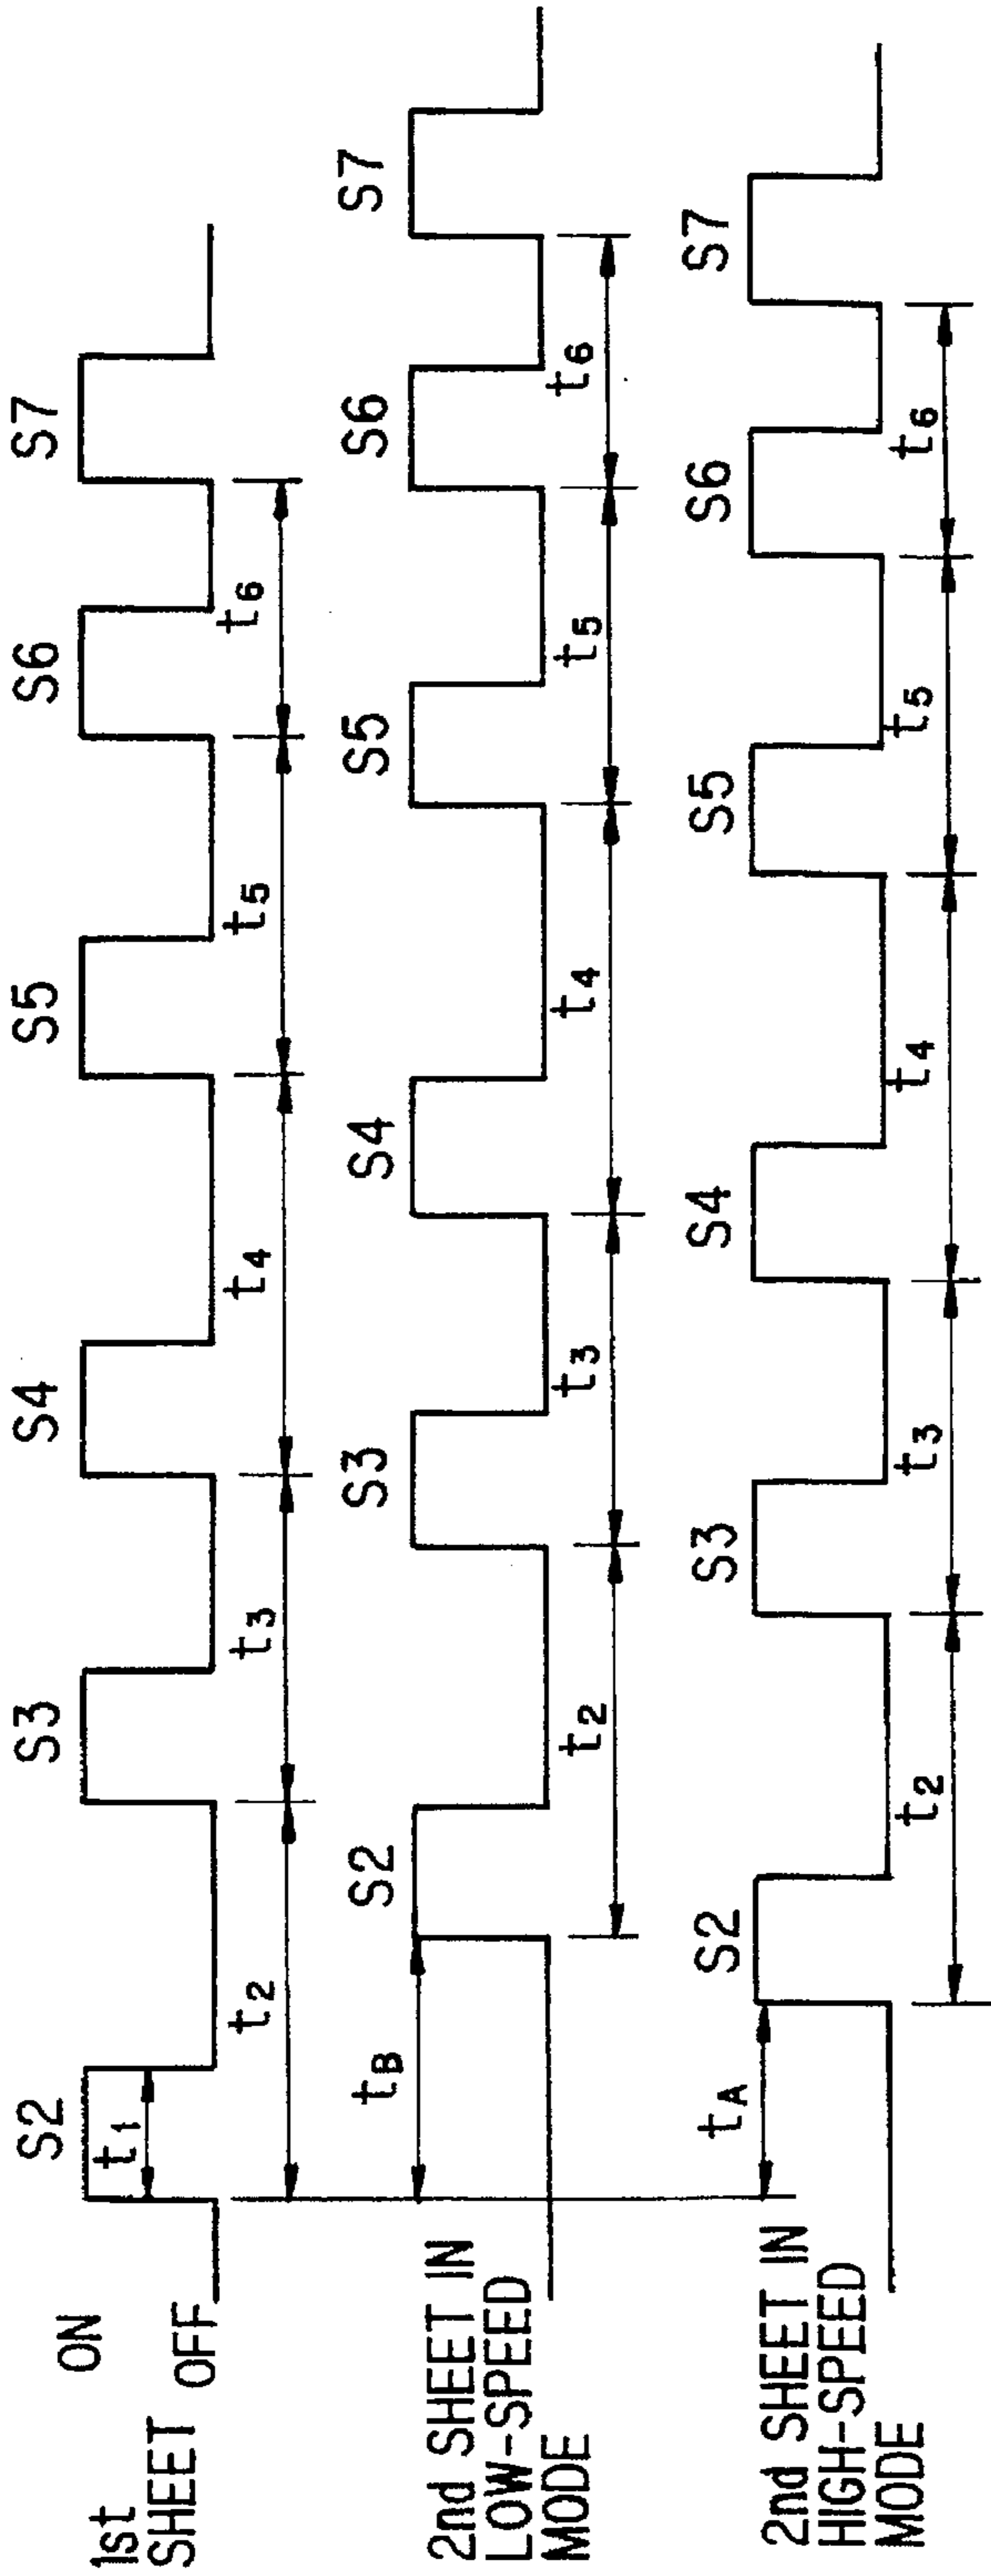 ON
1st
SHEET OFF
S2 S3 S4 S5 S6 S7
t1
t2 t3 t4 t5 t6
2nd SHEET IN
LOW-SPEED
MODE
tB
S2 S3 S4 S5 S6 S7
t2 t3 t4 t5 t6
2nd SHEET IN
HIGH-SPEED
MODE
tA
S2 S3 S4 S5 S6 S7
t2 t3 t4 t5 t6